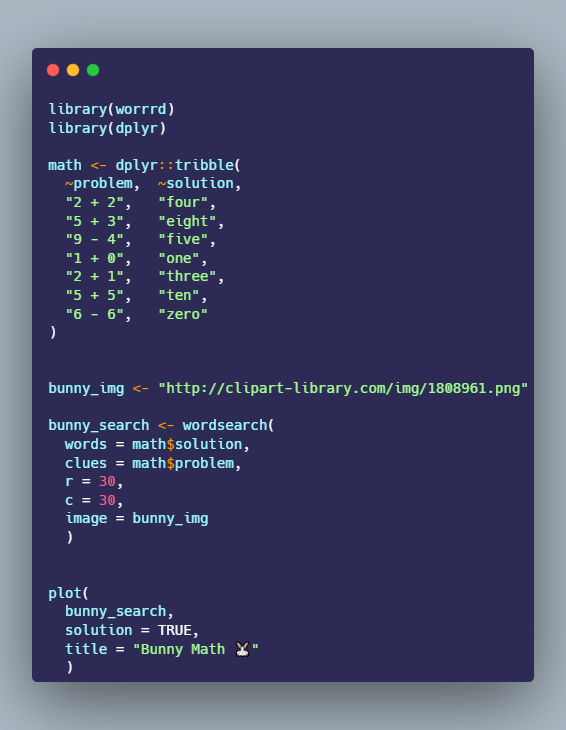 library(worrrd)
library(dplyr)

math <- dplyr::tribble(
  ~problem,  ~solution,
  "2 + 2",   "four",
  "5 + 3",   "eight",
  "9 - 4",   "five",
  "1 + 0",   "one",
  "2 + 1",   "three",
  "5 + 5",   "ten",
  "6 - 6",   "zero"
)

bunny_img <- "http://clipart-library.com/img/1808961.png"

bunny_search <- wordsearch(
  words = math$solution,
  clues = math$problem,
  r = 30,
  c = 30,
  image = bunny_img
  )

plot(
  bunny_search,
  solution = TRUE,
  title = "Bunny Math 🐰"
  )